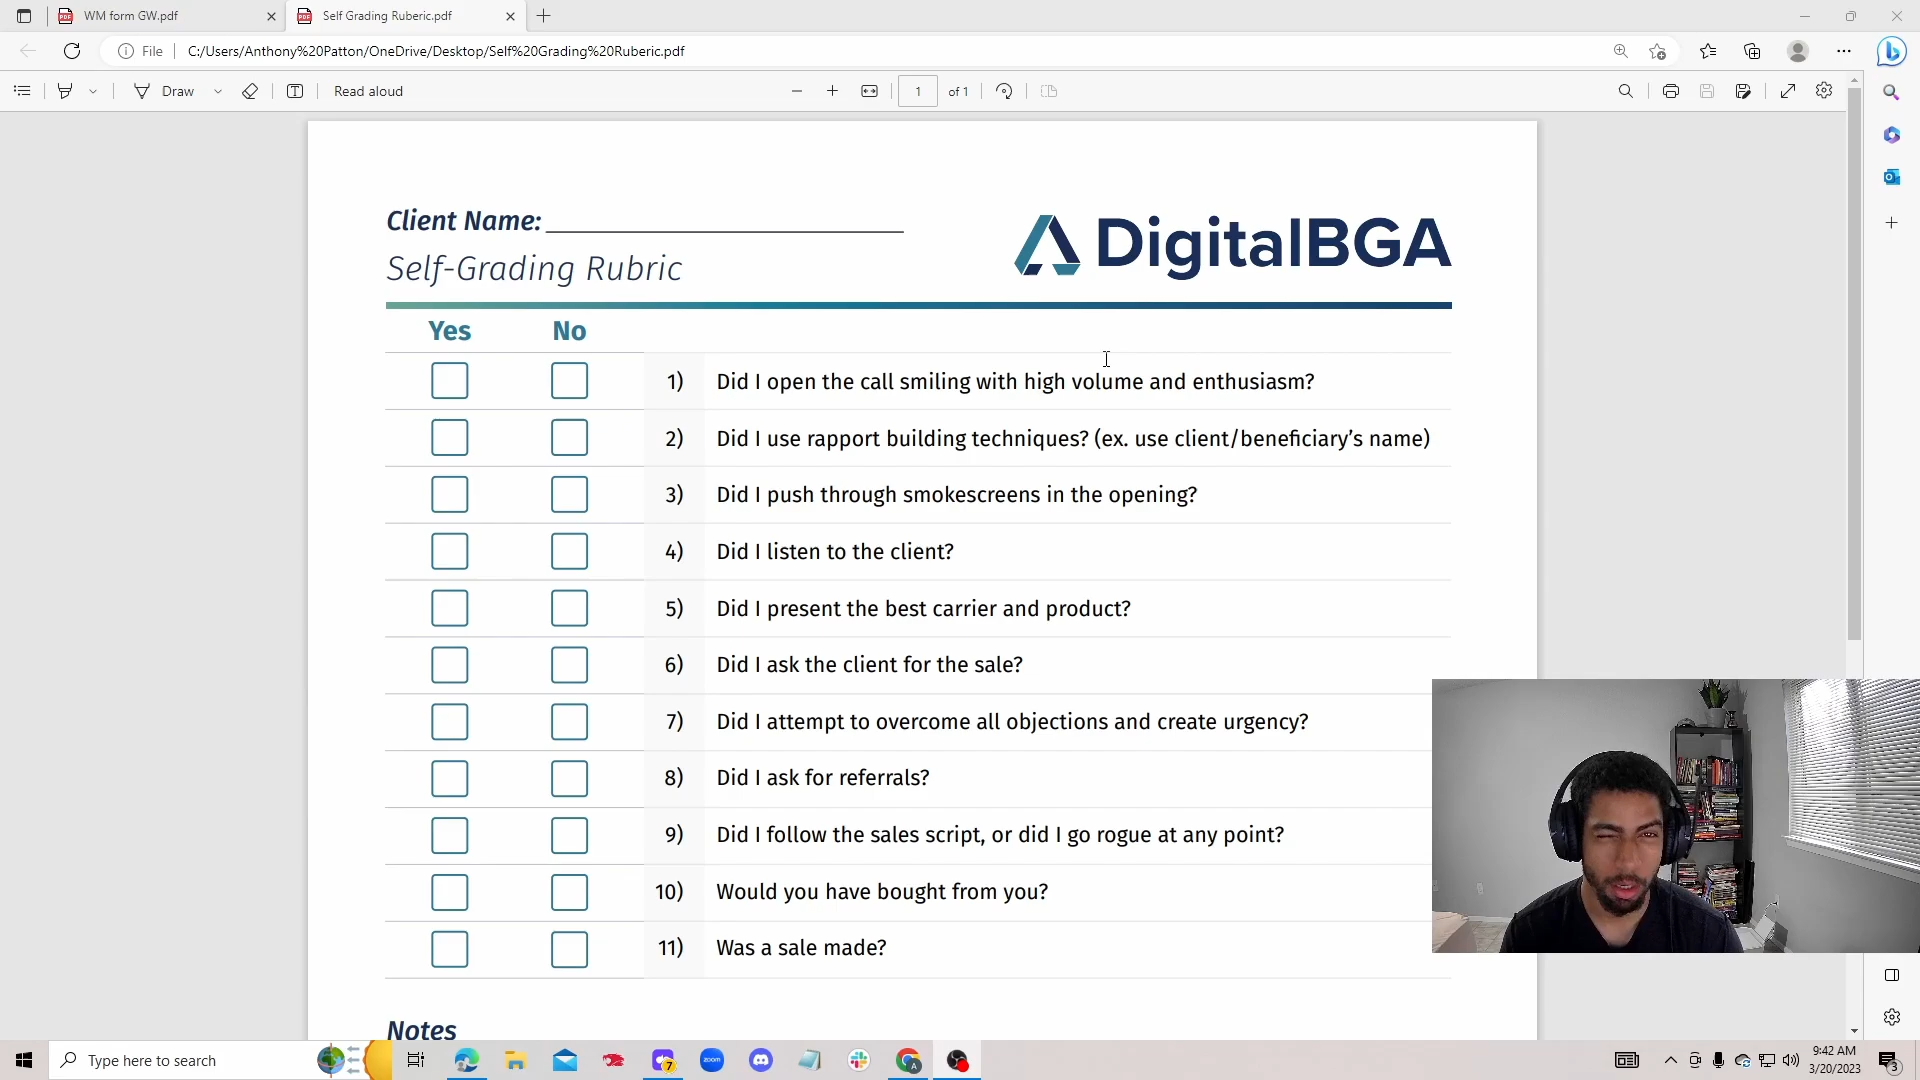 WM form GW.pdf
Self Grading Ruberic.pdf
File
C:/Users/Anthony%20Patton/OneDrive/Desktop/Self%20Grading%20Ruberic.pdf
Draw
Read aloud
1
of 1
Client Name:
DigitalBGA
Self-Grading Rubric
Yes No
1) Did I open the call smiling with high volume and enthusiasm?
2) Did I use rapport building techniques? (ex. use client/beneficiary's name)
3) Did I push through smokescreens in the opening?
4) Did I listen to the client?
5) Did I present the best carrier and product?
6) Did I ask the client for the sale?
7) Did I attempt to overcome all objections and create urgency?
8) Did I ask for referrals?
9) Did I follow the sales script, or did I go rogue at any point?
10) Would you have bought from you?
11) Was a sale made?
Notes
Type here to search
7
zoom
9:42 AM
3/20/2023
3